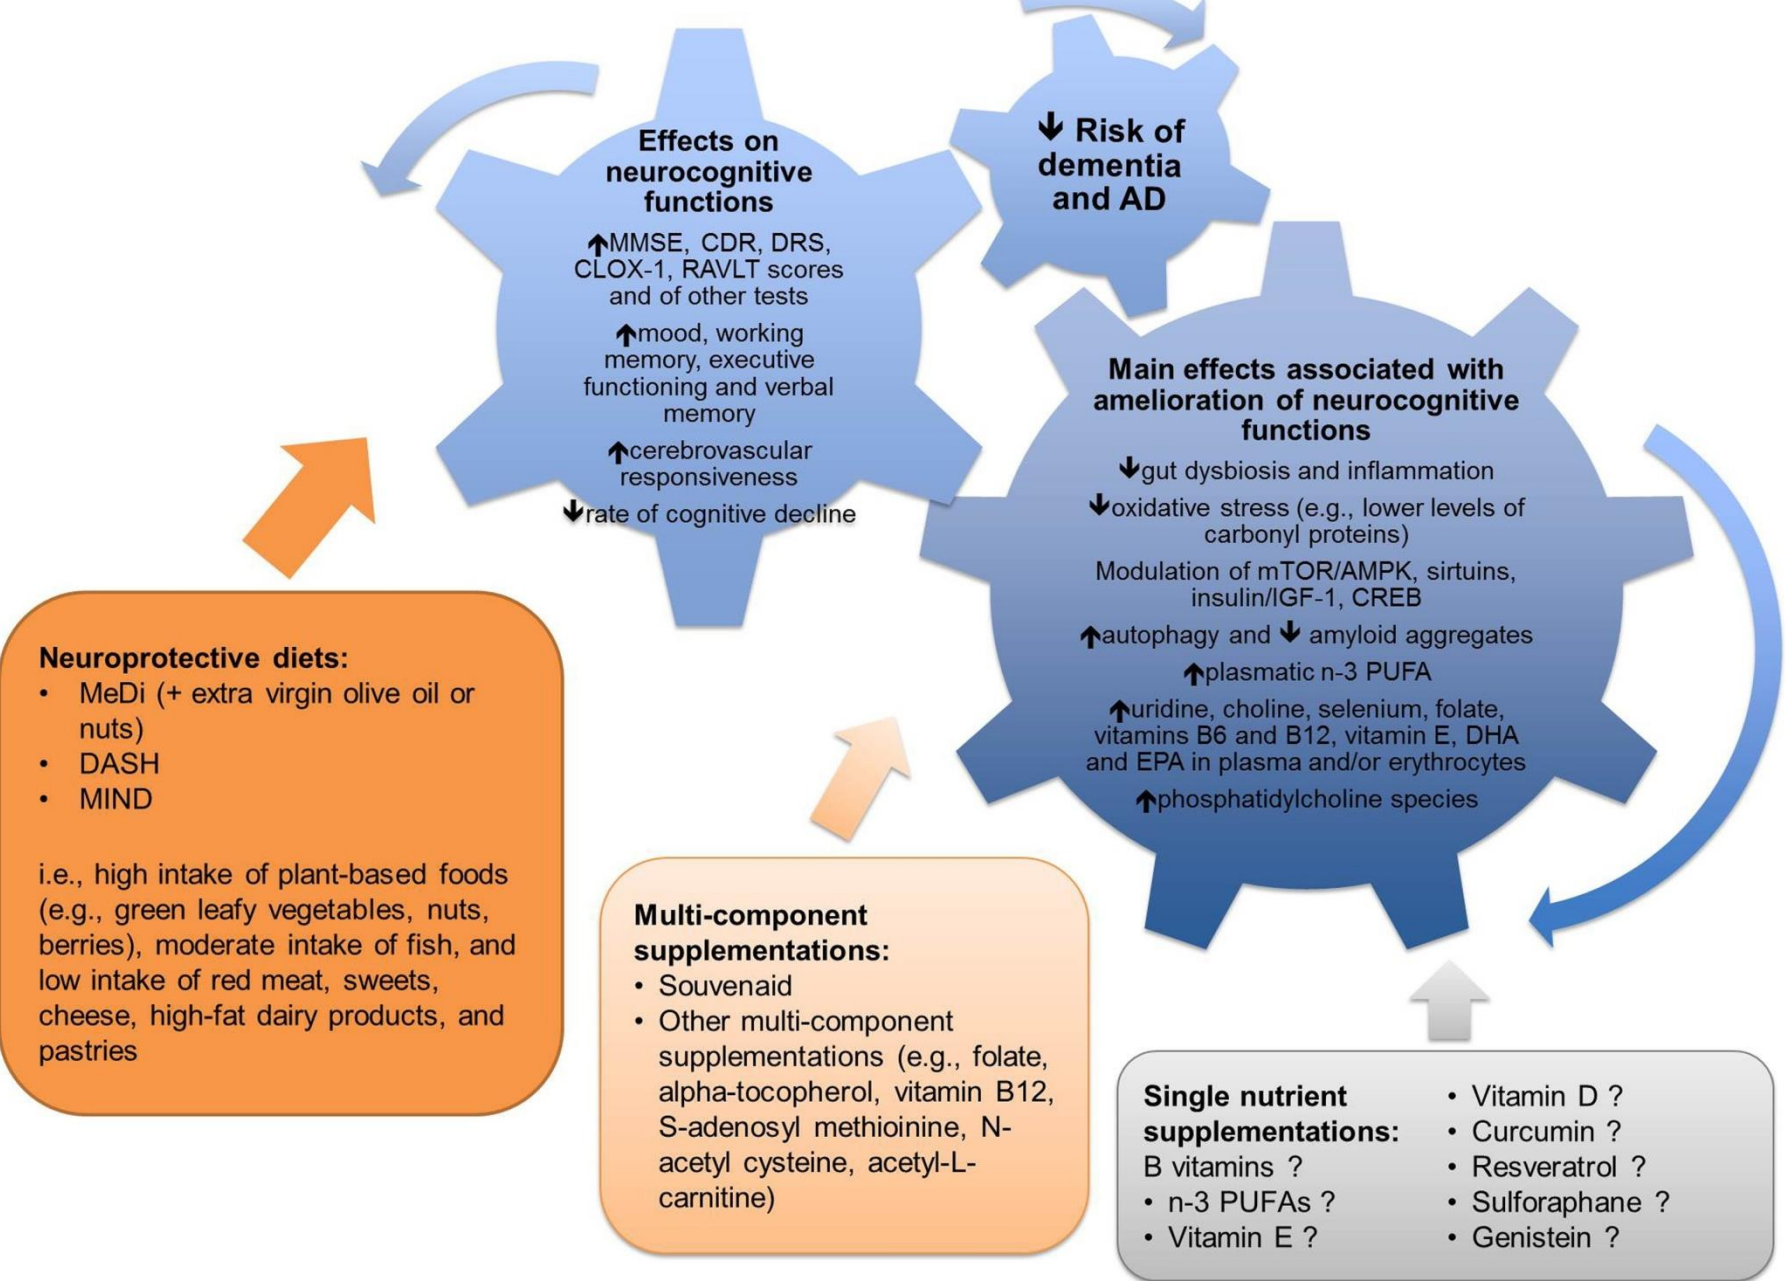 Effects on
neurocognitive
functions
🡹MMSE, CDR, DRS,
CLOX-1, RAVLT scores
and of other tests
🡹mood, working
memory, executive
functioning and verbal
memory
🡹cerebrovascular
responsiveness
🡻rate of cognitive decline
🡻 Risk of
dementia
and AD
Main effects associated with
amelioration of neurocognitive
functions
🡻gut dysbiosis and inflammation
🡻oxidative stress (e.g., lower levels of
carbonyl proteins)
Modulation of mTOR/AMPK, sirtuins,
insulin/IGF-1, CREB
🡹autophagy and 🡻 amyloid aggregates
🡹plasmatic n-3 PUFA
🡹uridine, choline, selenium, folate,
vitamins B6 and B12, vitamin E, DHA
and EPA in plasma and/or erythrocytes
🡹phosphatidylcholine species
Neuroprotective diets:
• MeDi (+ extra virgin olive oil or
nuts)
• DASH
• MIND
i.e., high intake of plant-based foods
(e.g., green leafy vegetables, nuts,
berries), moderate intake of fish, and
low intake of red meat, sweets,
cheese, high-fat dairy products, and
pastries
Multi-component
supplementations:
• Souvenaid
• Other multi-component
supplementations (e.g., folate,
alpha-tocopherol, vitamin B12,
S-adenosyl methioinine, N-
acetyl cysteine, acetyl-L-
carnitine)
Single nutrient
supplementations:
B vitamins ?
• n-3 PUFAs ?
• Vitamin E ?
• Vitamin D ?
• Curcumin ?
• Resveratrol ?
• Sulforaphane ?
• Genistein ?